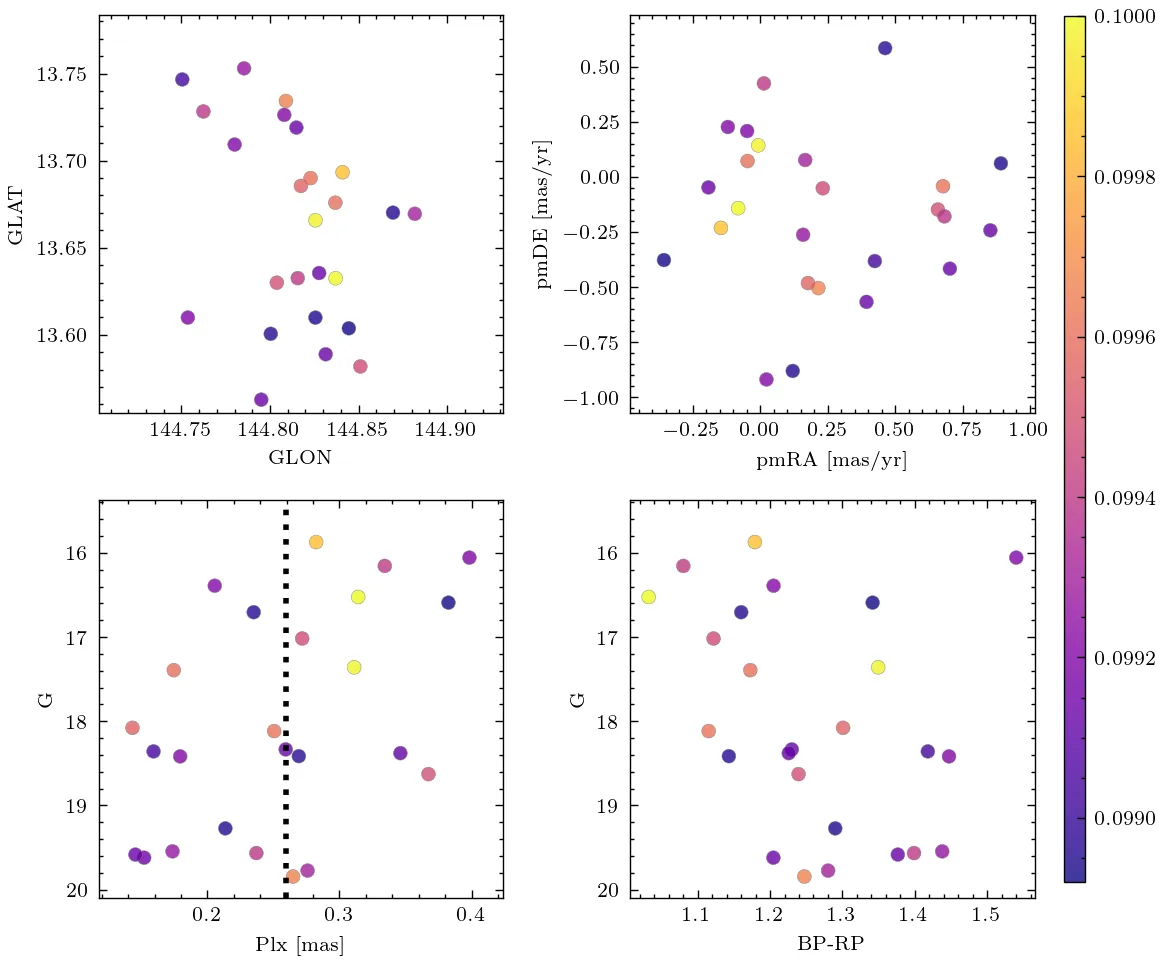 13.75
13.70
13.65
13.60
GLAT
144.75 144.80 144.85 144.90
GLON
0.50
0.25
0.00
−0.25
−0.50
−0.75
−1.00
pmDE [mas/yr]
−0.25 0.00 0.25 0.50 0.75 1.00
pmRA [mas/yr]
16
17
18
19
20
G
0.2 0.3 0.4
Plx [mas]
16
17
18
19
20
G
1.1 1.2 1.3 1.4 1.5
BP-RP
0.1000
0.0998
0.0996
0.0994
0.0992
0.0990